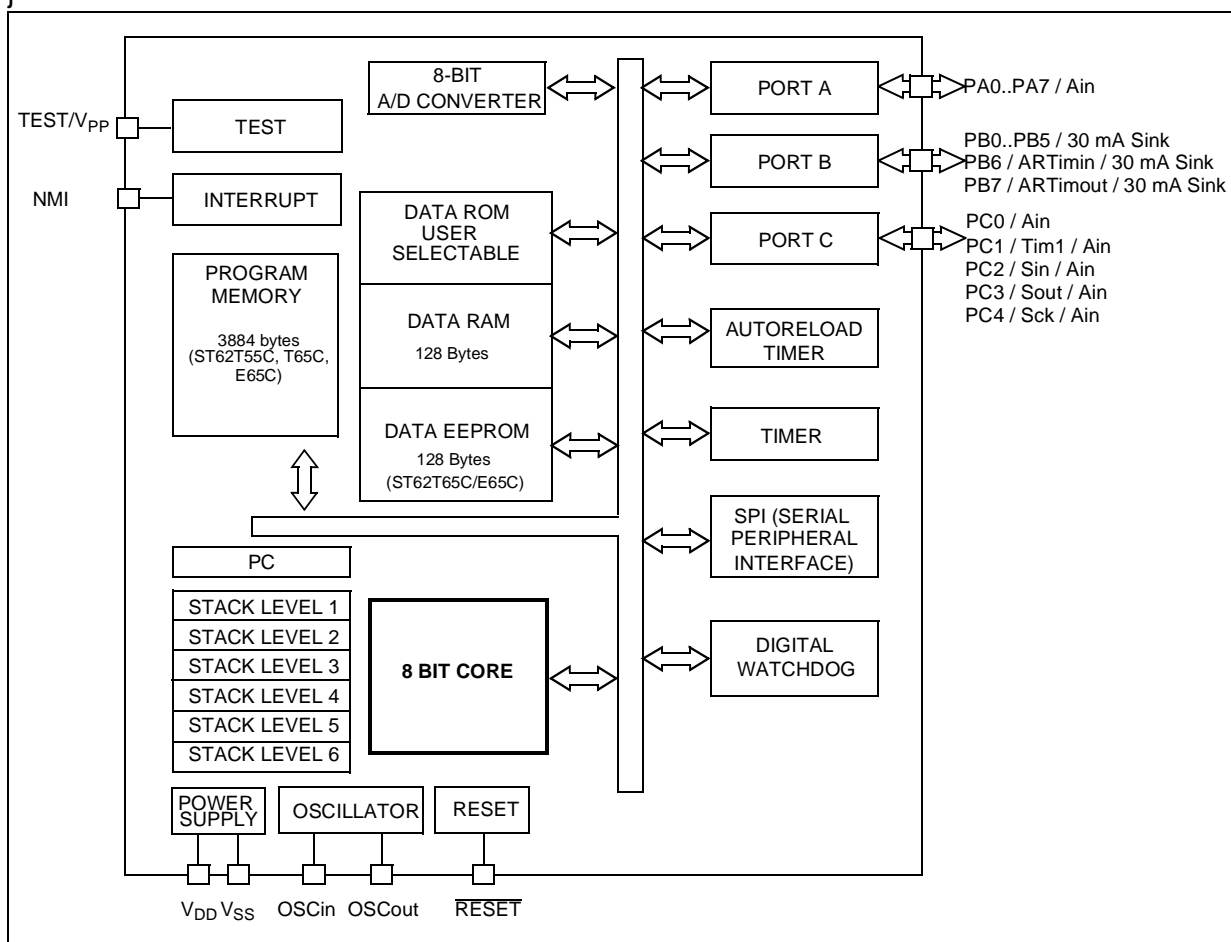 8-BIT
A/D CONVERTER
PORT A
PA0..PA7 / Ain
TEST/VPP
TEST
PORT B
PB0..PB5 / 30 mA Sink
PB6 / ARTimin / 30 mA Sink
PB7 / ARTimout / 30 mA Sink
NMI
INTERRUPT
DATA ROM
USER
SELECTABLE
PORT C
PC0 / Ain
PC1 / Tim1 / Ain
PC2 / Sin / Ain
PC3 / Sout / Ain
PC4 / Sck / Ain
PROGRAM
MEMORY
3884 bytes
(ST62T55C, T65C,
E65C)
DATA RAM
128 Bytes
AUTORELOAD
TIMER
DATA EEPROM
128 Bytes
(ST62T65C/E65C)
TIMER
SPI (SERIAL
PERIPHERAL
INTERFACE)
PC
STACK LEVEL 1
STACK LEVEL 2
STACK LEVEL 3
STACK LEVEL 4
STACK LEVEL 5
STACK LEVEL 6
8 BIT CORE
DIGITAL
WATCHDOG
POWER
SUPPLY
OSCILLATOR
RESET
VDD VSS
OSCin OSCout
RESET